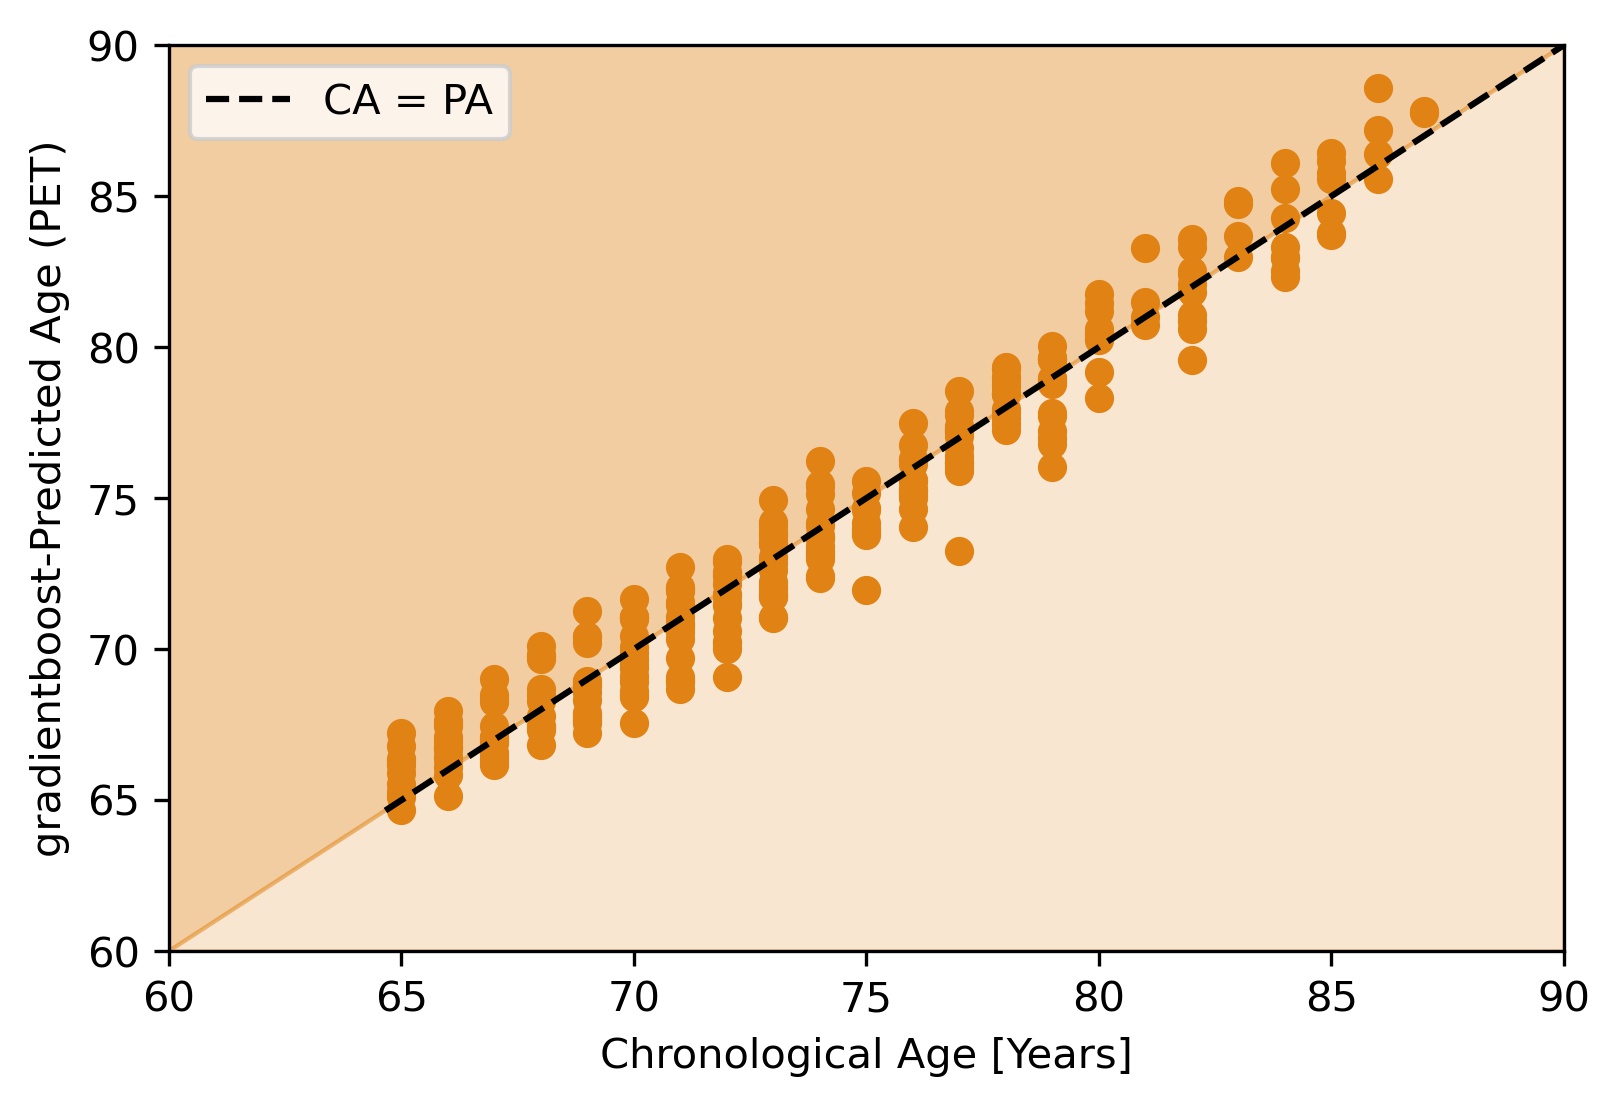 CA = PA
gradientboost-Predicted Age (PET)
90
85
80
75
70
65
60
60 65 70 75 80 85 90
Chronological Age [Years]